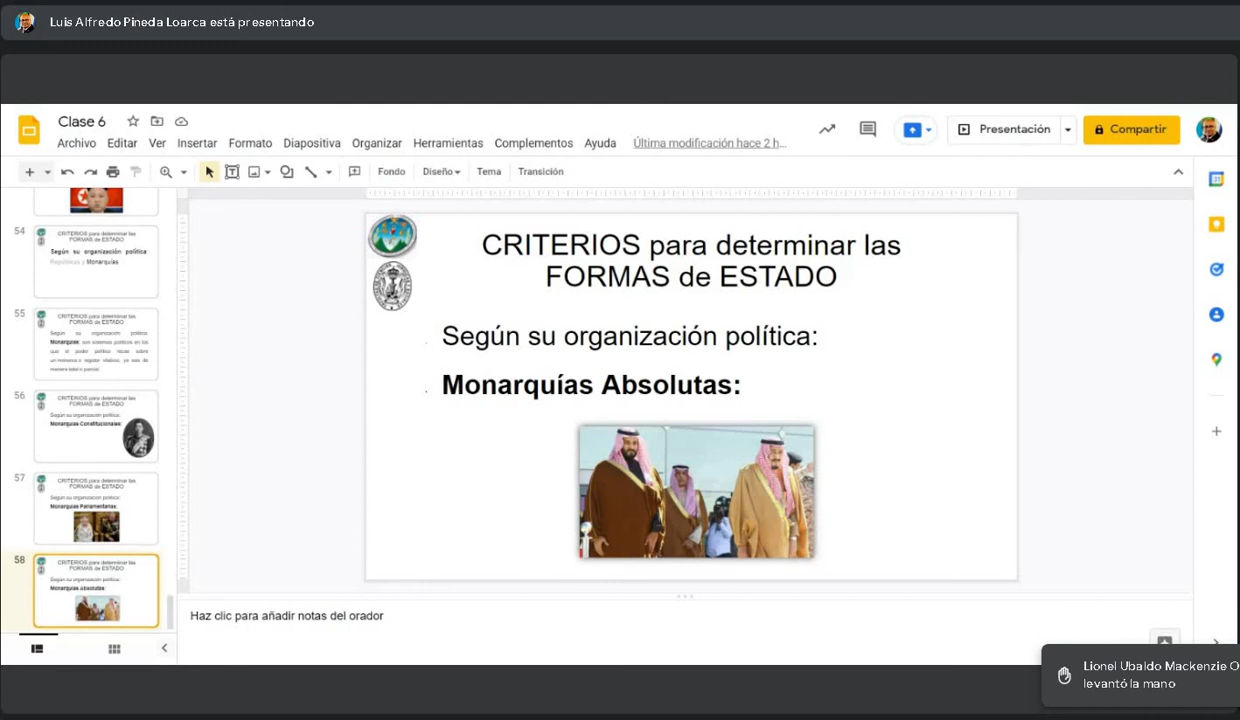 Luis Alfredo Pineda Loarca está presentando
Clase 6
Archivo Editar Ver Insertar Formato Diapositiva Organizar Herramientas Complementos Ayuda Última modificación hace 2 h...
Presentación
Compartir
Fondo Diseño Tema Transición
54
CRITERIOS para determinar las
FORMAS de ESTADO
Según su organización política:
Repúblicas y Monarquías
55
CRITERIOS para determinar las
FORMAS de ESTADO
Según su organización política.
56
CRITERIOS para determinar las
FORMAS de ESTADO
Según su organización política:
Monarquías Constitucionales:
57
CRITERIOS para determinar las
FORMAS de ESTADO
Según su organización política:
Monarquías Parlamentarias:
58
CRITERIOS para determinar las
FORMAS de ESTADO
Según su organización política:
Monarquías Absolutas:
CRITERIOS para determinar las
FORMAS de ESTADO
Según su organización política:
Monarquías Absolutas:
Haz clic para añadir notas del orador
Lionel Ubaldo Mackenzie O
levantó la mano